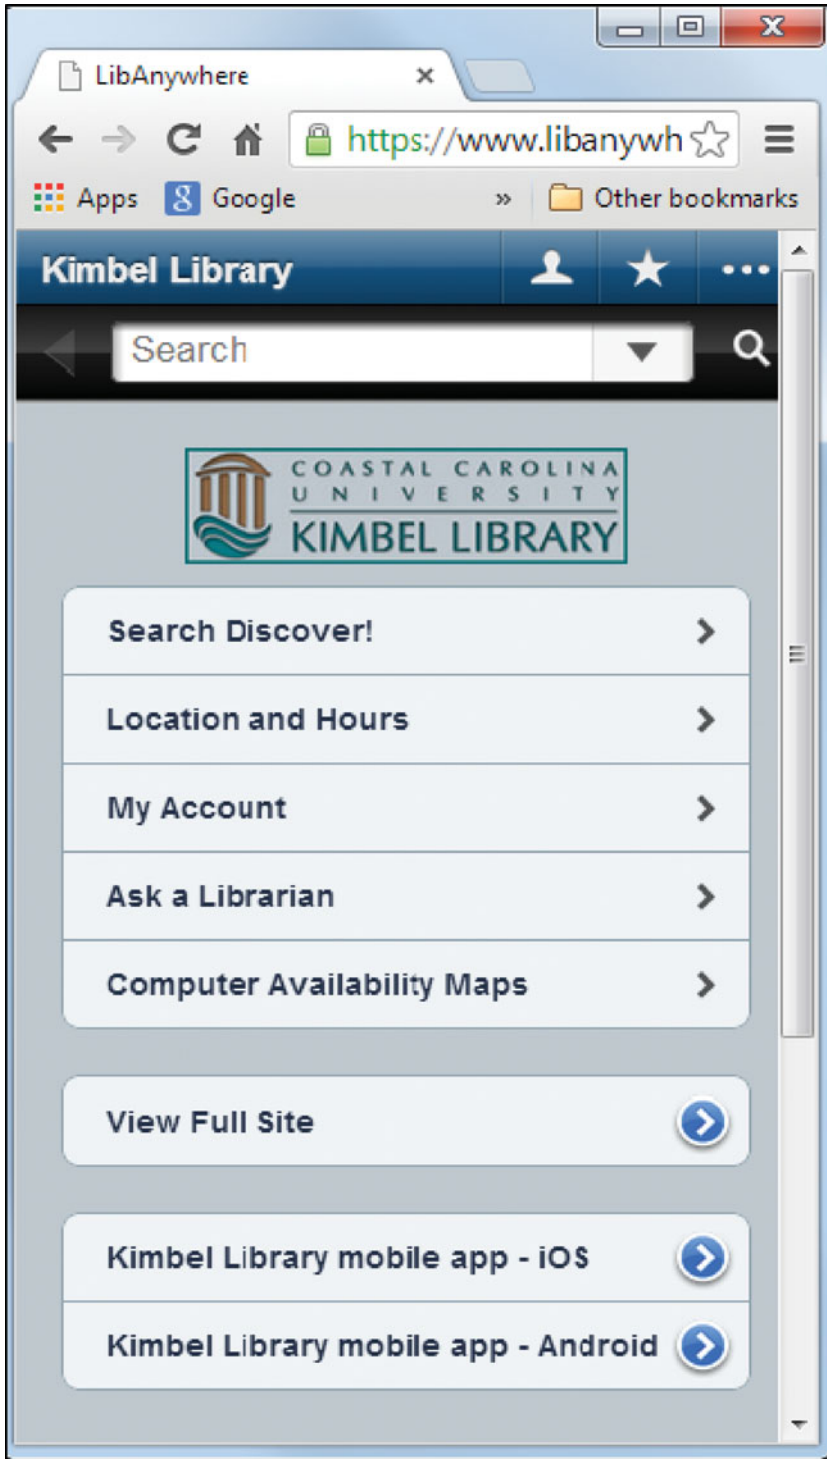 LibAnywhere
https://www.libanywh
Apps 8 Google » Other bookmarks
Kimbel Library
Search
COASTAL CAROLINA
UNIVERSITY
KIMBEL LIBRARY
Search Discover!
Location and Hours
My Account
Ask a Librarian
Computer Availability Maps
View Full Site
Kimbel Library mobile app - iOS
Kimbel Library mobile app - Android